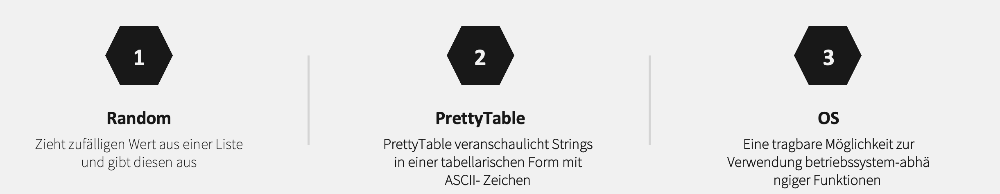 1
Random
Zieht zufälligen Wert aus einer Liste
und gibt diesen aus
2
PrettyTable
PrettyTable veranschaulicht Strings
in einer tabellarischen Form mit
ASCII- Zeichen
3
OS
Eine tragbare Möglichkeit zur
Verwendung betriebssystem-abhä
ngiger Funktionen